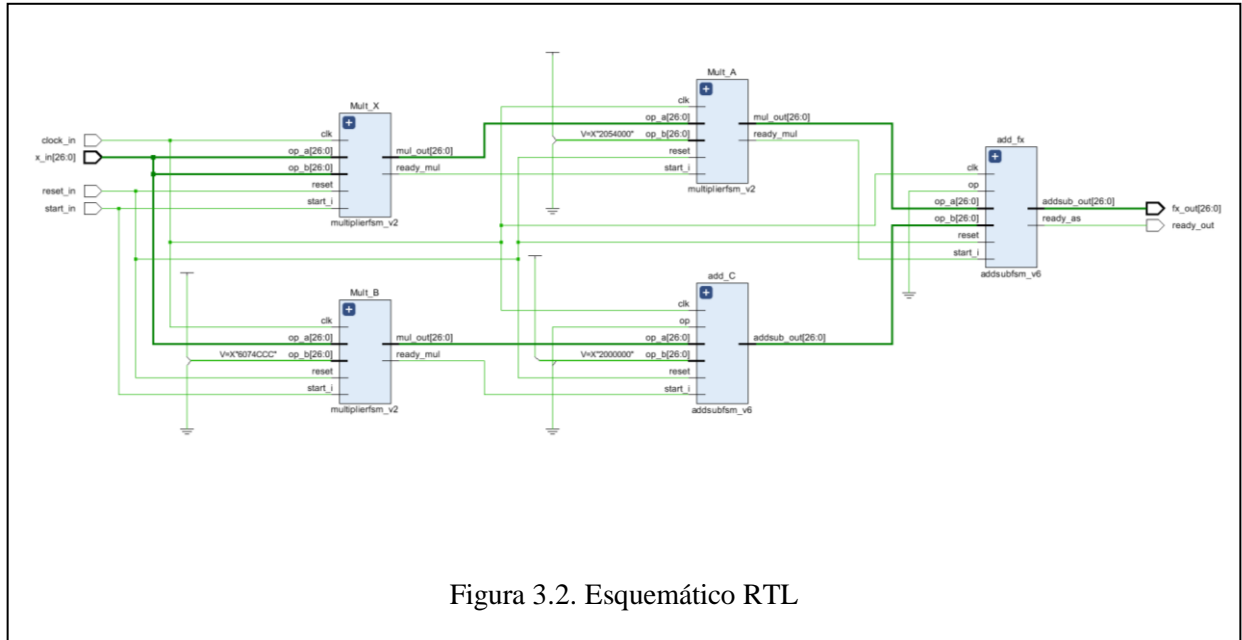 Mult_X
clk
op_a[26:0]
op_b[26:0]
reset
start_i
mul_out[26:0]
ready_mul
multiplierfsm_v2
clock_in
x_in[26:0]
reset_in
start_in
Mult_A
clk
op_a[26:0]
V=X"2054000"
op_b[26:0]
reset
start_i
mul_out[26:0]
ready_mul
multiplierfsm_v2
add_fx
clk
op
op_a[26:0]
op_b[26:0]
reset
start_i
addsub_out[26:0]
ready_as
addsubfsm_v6
fx_out[26:0]
ready_out
Mult_B
clk
op_a[26:0]
V=X"6074CCC"
op_b[26:0]
reset
start_i
mul_out[26:0]
ready_mul
multiplierfsm_v2
add_C
clk
op
op_a[26:0]
V=X"2000000"
op_b[26:0]
reset
start_i
addsub_out[26:0]
addsubfsm_v6
Figura 3.2. Esquemático RTL